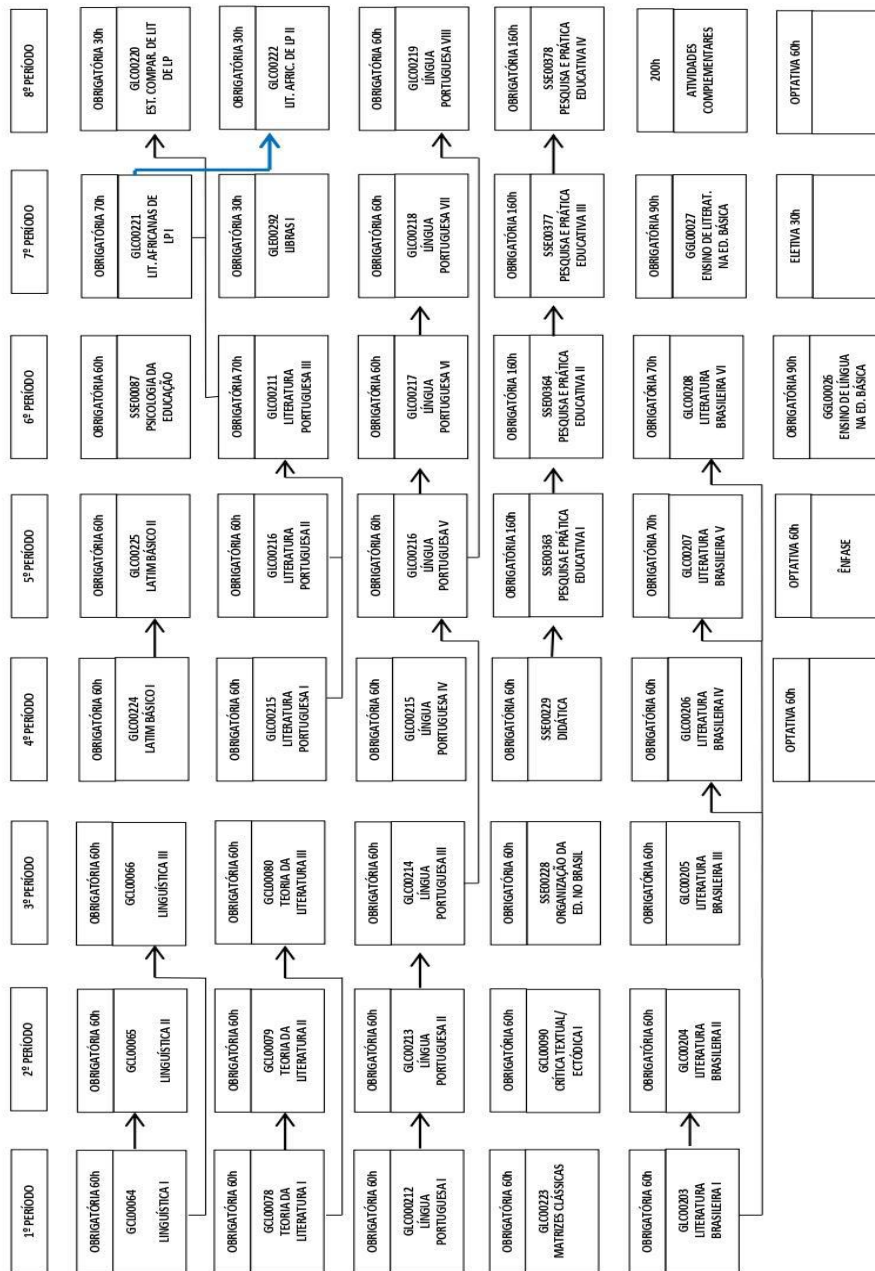 1º PERÍODO
2º PERÍODO
3º PERÍODO
4º PERÍODO
5º PERÍODO
6º PERÍODO
7º PERÍODO
8º PERÍODO
OBRIGATÓRIA 60h
GCL00064
LINGUÍSTICA I
OBRIGATÓRIA 60h
GCL00065
LINGUÍSTICA II
OBRIGATÓRIA 60h
GCL00066
LINGUÍSTICA III
OBRIGATÓRIA 60h
GLC00224
LATIM BÁSICO I
OBRIGATÓRIA 60h
GLC00225
LATIM BÁSICO II
OBRIGATÓRIA 60h
SSE00087
PSICOLOGIA DA
EDUCAÇÃO
OBRIGATÓRIA 70h
GLC00221
LIT. AFRICANAS DE
LP I
OBRIGATÓRIA 30h
GLC00220
EST. COMPAR. DE LIT
DE LP
OBRIGATÓRIA 60h
GCL00078
TEORIA DA
LITERATURA I
OBRIGATÓRIA 60h
GCL00079
TEORIA DA
LITERATURA II
OBRIGATÓRIA 60h
GCL00080
TEORIA DA
LITERATURA III
OBRIGATÓRIA 60h
GLC00215
LITERATURA
PORTUGUESA I
OBRIGATÓRIA 60h
GLC00216
LITERATURA
PORTUGUESA II
OBRIGATÓRIA 70h
GLC00211
LITERATURA
PORTUGUESA III
OBRIGATÓRIA 30h
GLE00292
LIBRAS I
OBRIGATÓRIA 30h
GLC00222
LIT. AFRIC. DE LP II
OBRIGATÓRIA 60h
GLC000212
LÍNGUA
PORTUGUESA I
OBRIGATÓRIA 60h
GLC00213
LÍNGUA
PORTUGUESA II
OBRIGATÓRIA 60h
GLC00214
LÍNGUA
PORTUGUESA III
OBRIGATÓRIA 60h
GLC00215
LÍNGUA
PORTUGUESA IV
OBRIGATÓRIA 60h
GLC00216
LÍNGUA
PORTUGUESA V
OBRIGATÓRIA 60h
GLC00217
LÍNGUA
PORTUGUESA VI
OBRIGATÓRIA 60h
GLC00218
LÍNGUA
PORTUGUESA VII
OBRIGATÓRIA 60h
GLC00219
LÍNGUA
PORTUGUESA VIII
OBRIGATÓRIA 60h
GLC00223
MATRIZES CLÁSSICAS
OBRIGATÓRIA 60h
GCL00090
CRÍTICA TEXTUAL/
ECTÓDICA I
OBRIGATÓRIA 60h
SSE00228
ORGANIZAÇÃO DA
ED. NO BRASIL
OBRIGATÓRIA 60h
SSE00229
DIDÁTICA
OBRIGATÓRIA 160h
SSE00363
PESQUISA E PRÁTICA
EDUCATIVA I
OBRIGATÓRIA 160h
SSE00364
PESQUISA E PRÁTICA
EDUCATIVA II
OBRIGATÓRIA 160h
SSE00377
PESQUISA E PRÁTICA
EDUCATIVA III
OBRIGATÓRIA 160h
SSE00378
PESQUISA E PRÁTICA
EDUCATIVA IV
OBRIGATÓRIA 60h
GLC00203
LITERATURA
BRASILEIRA I
OBRIGATÓRIA 60h
GLC00204
LITERATURA
BRASILEIRA II
OBRIGATÓRIA 60h
GLC00205
LITERATURA
BRASILEIRA III
OBRIGATÓRIA 60h
GLC00206
LITERATURA
BRASILEIRA IV
OBRIGATÓRIA 70h
GLC00207
LITERATURA
BRASILEIRA V
OBRIGATÓRIA 70h
GLC00208
LITERATURA
BRASILEIRA VI
OBRIGATÓRIA 90h
GGL00027
ENSINO DE LITERAT.
NA ED. BÁSICA
200h
ATIVIDADES
COMPLEMENTARES
OPTATIVA 60h
OPTATIVA 60h
ÊNFASE
OBRIGATÓRIA 90h
GGL00026
ENSINO DE LÍNGUA
NA ED. BÁSICA
ELETIVA 30h
OPTATIVA 60h